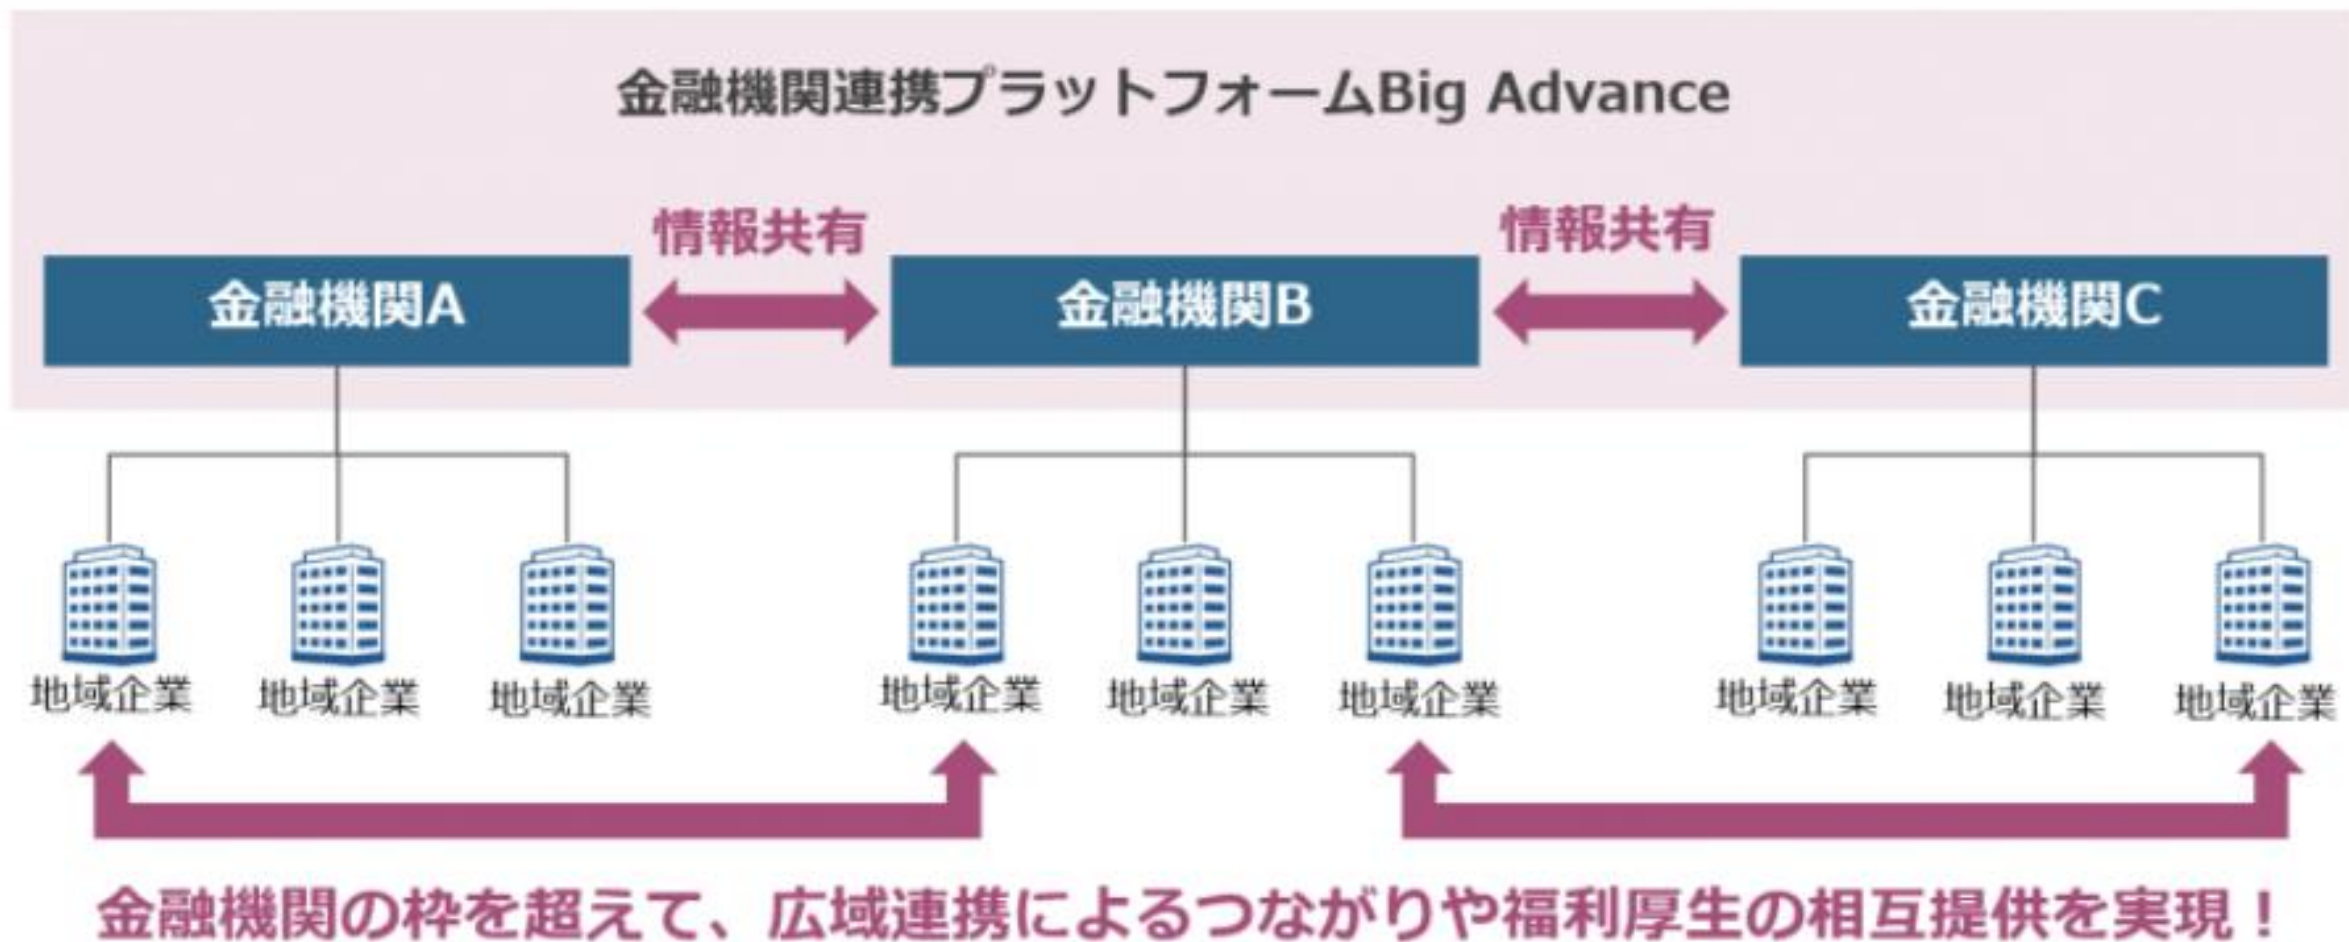 金融機関連携プラットフォームBig Advance
情報共有
情報共有
金融機関A
金融機関B
金融機関C
地域企業
地域企業
地域企業
地域企業
地域企業
地域企業
地域企業
地域企業
地域企業
金融機関の枠を超えて、広域連携によるつながりや福利厚生の相互提供を実現！